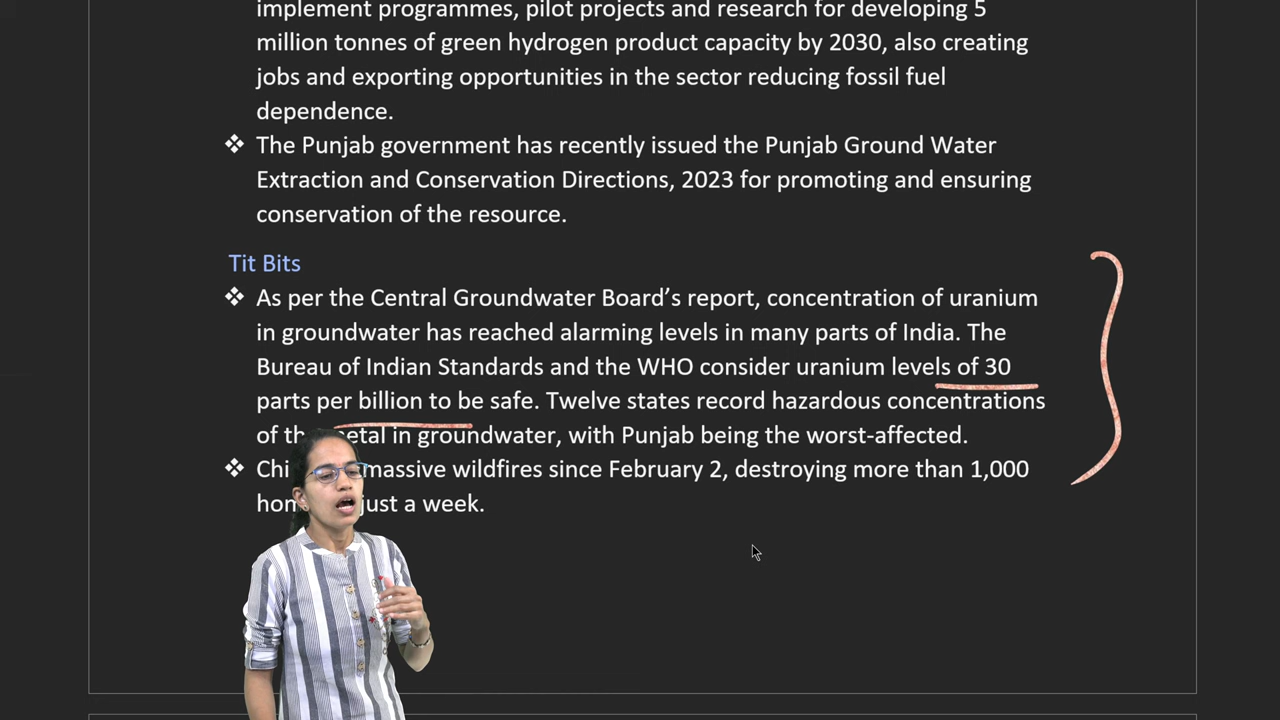 implement programmes, pilot projects and research for developing 5
million tonnes of green hydrogen product capacity by 2030, also creating
jobs and exporting opportunities in the sector reducing fossil fuel
dependence.
❖ The Punjab government has recently issued the Punjab Ground Water
Extraction and Conservation Directions, 2023 for promoting and ensuring
conservation of the resource.
Tit Bits
❖ As per the Central Groundwater Board's report, concentration of uranium
in groundwater has reached alarming levels in many parts of India. The
Bureau of Indian Standards and the WHO consider uranium levels of 30
parts per billion to be safe. Twelve states record hazardous concentrations
of the metal in groundwater, with Punjab being the worst-affected.
❖ massive wildfires since February 2, destroying more than 1,000
just a week.